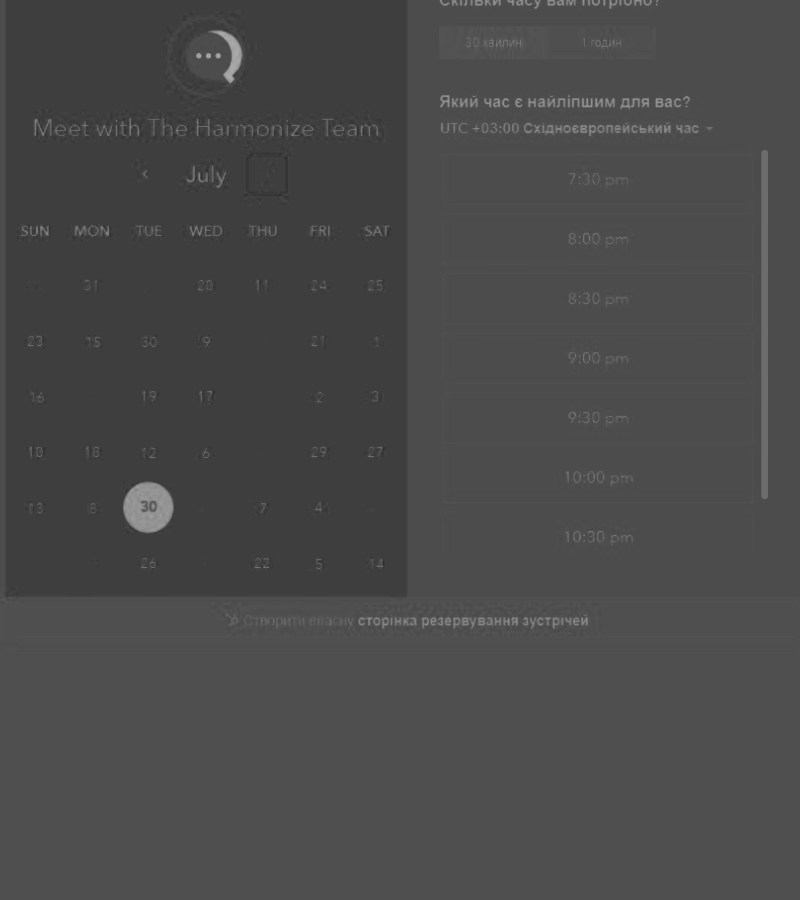 Скільки часу вам потрібно?
30 хвилин 1 годин
Meet with The Harmonize Team
July
SUN MON TUE WED THU FRI SAT
31 20 11 24 25
23 15 30 9 21 1
16 19 17 2 3
10 18 12 6 29 27
13 8 30 7 4
26 22 5 14
Який час є найліпшим для вас?
UTC +03:00 Східноєвропейський час
7:30 pm
8:00 pm
8:30 pm
9:00 pm
9:30 pm
10:00 pm
10:30 pm
Створити власну сторінка резервування зустрічей